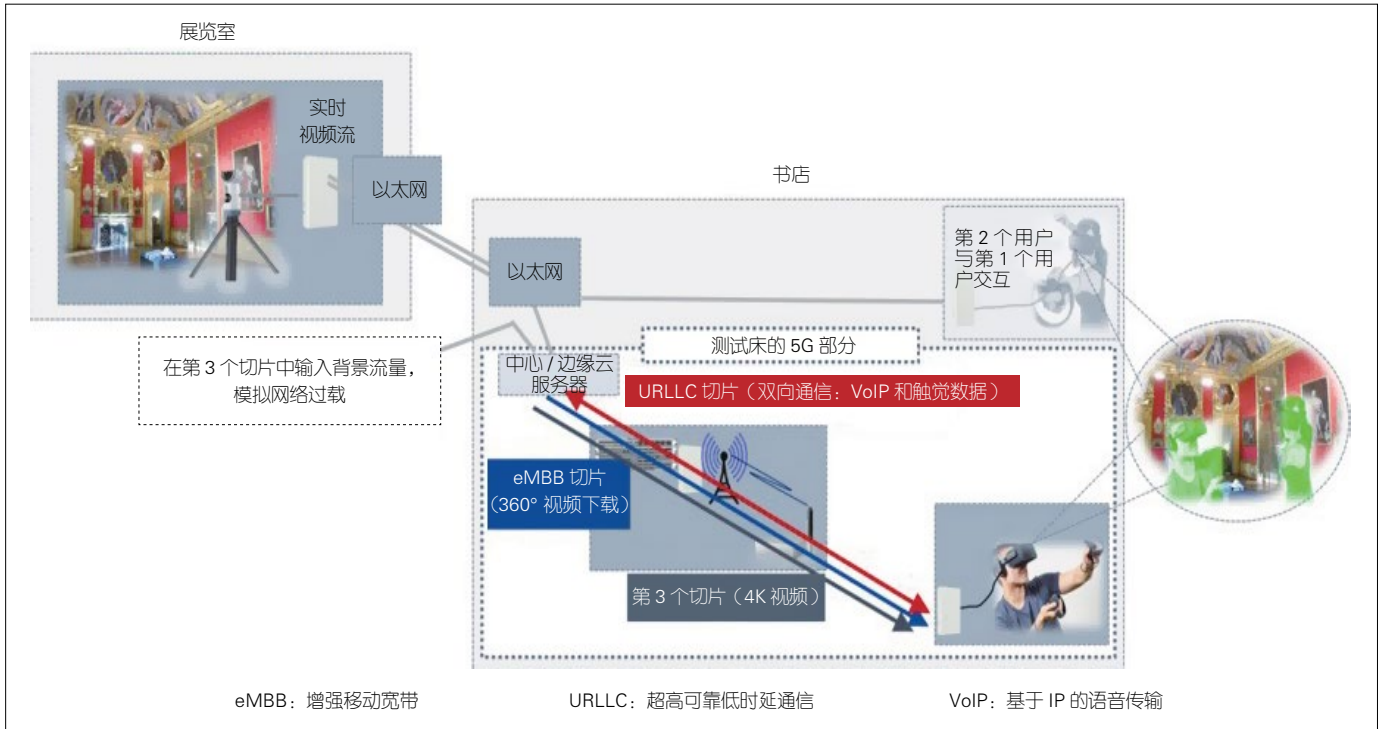 展览室
实时
视频流
以太网
书店
以太网
第 2 个用户
与第 1 个用
户交互
测试床的 5G 部分
在第 3 个切片中输入背景流量，
模拟网络过载
中心 / 边缘云
服务器
URLLC 切片（双向通信：VoIP 和触觉数据）
eMBB 切片
（360° 视频下载）
第 3 个切片（4K 视频）
eMBB：增强移动宽带
URLLC：超高可靠低时延通信
VoIP：基于 IP 的语音传输